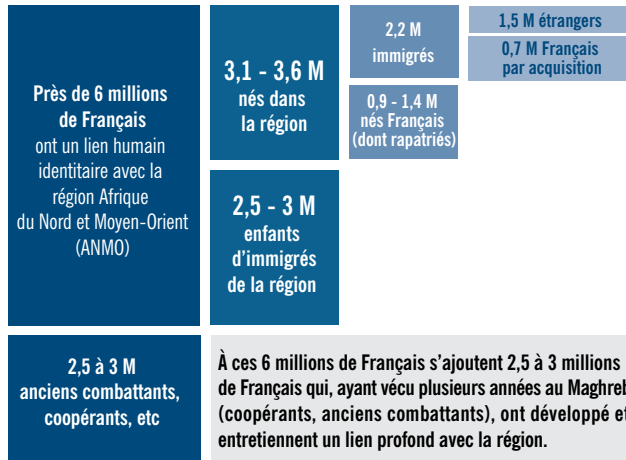 Près de 6 millions
de Français
ont un lien humain
identitaire avec la
région Afrique
du Nord et Moyen-Orient
(ANMO)
3,1 - 3,6 M
nés dans
la région
2,2 M
immigrés
1,5 M étrangers
0,7 M Français
par acquisition
0,9 - 1,4 M
nés Français
(dont rapatriés)
2,5 - 3 M
enfants
d’immigrés
de la région
2,5 à 3 M
anciens combattants,
coopérants, etc
À ces 6 millions de Français s’ajoutent 2,5 à 3 millions
de Français qui, ayant vécu plusieurs années au Maghreb
(coopérants, anciens combattants), ont développé et
entretiennent un lien profond avec la région.